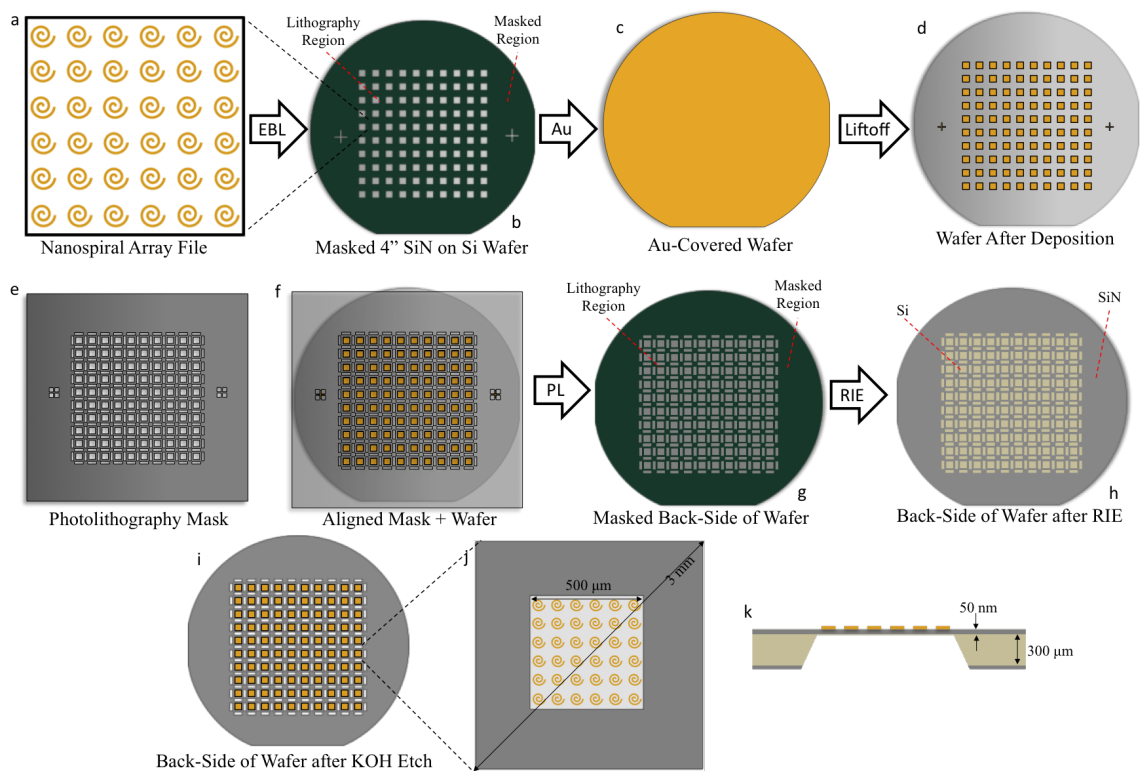 a
Nanospiral Array File
EBL
Lithography
Region
Masked
Region
b
Masked 4” SiN on Si Wafer
Au
c
Au-Covered Wafer
Liftoff
d
Wafer After Deposition
e
Photolithography Mask
f
Aligned Mask + Wafer
PL
Lithography
Region
Masked
Region
g
Masked Back-Side of Wafer
RIE
Si
SiN
h
Back-Side of Wafer after RIE
i
Back-Side of Wafer after KOH Etch
j
500 µm
3 mm
k
50 nm
300 µm